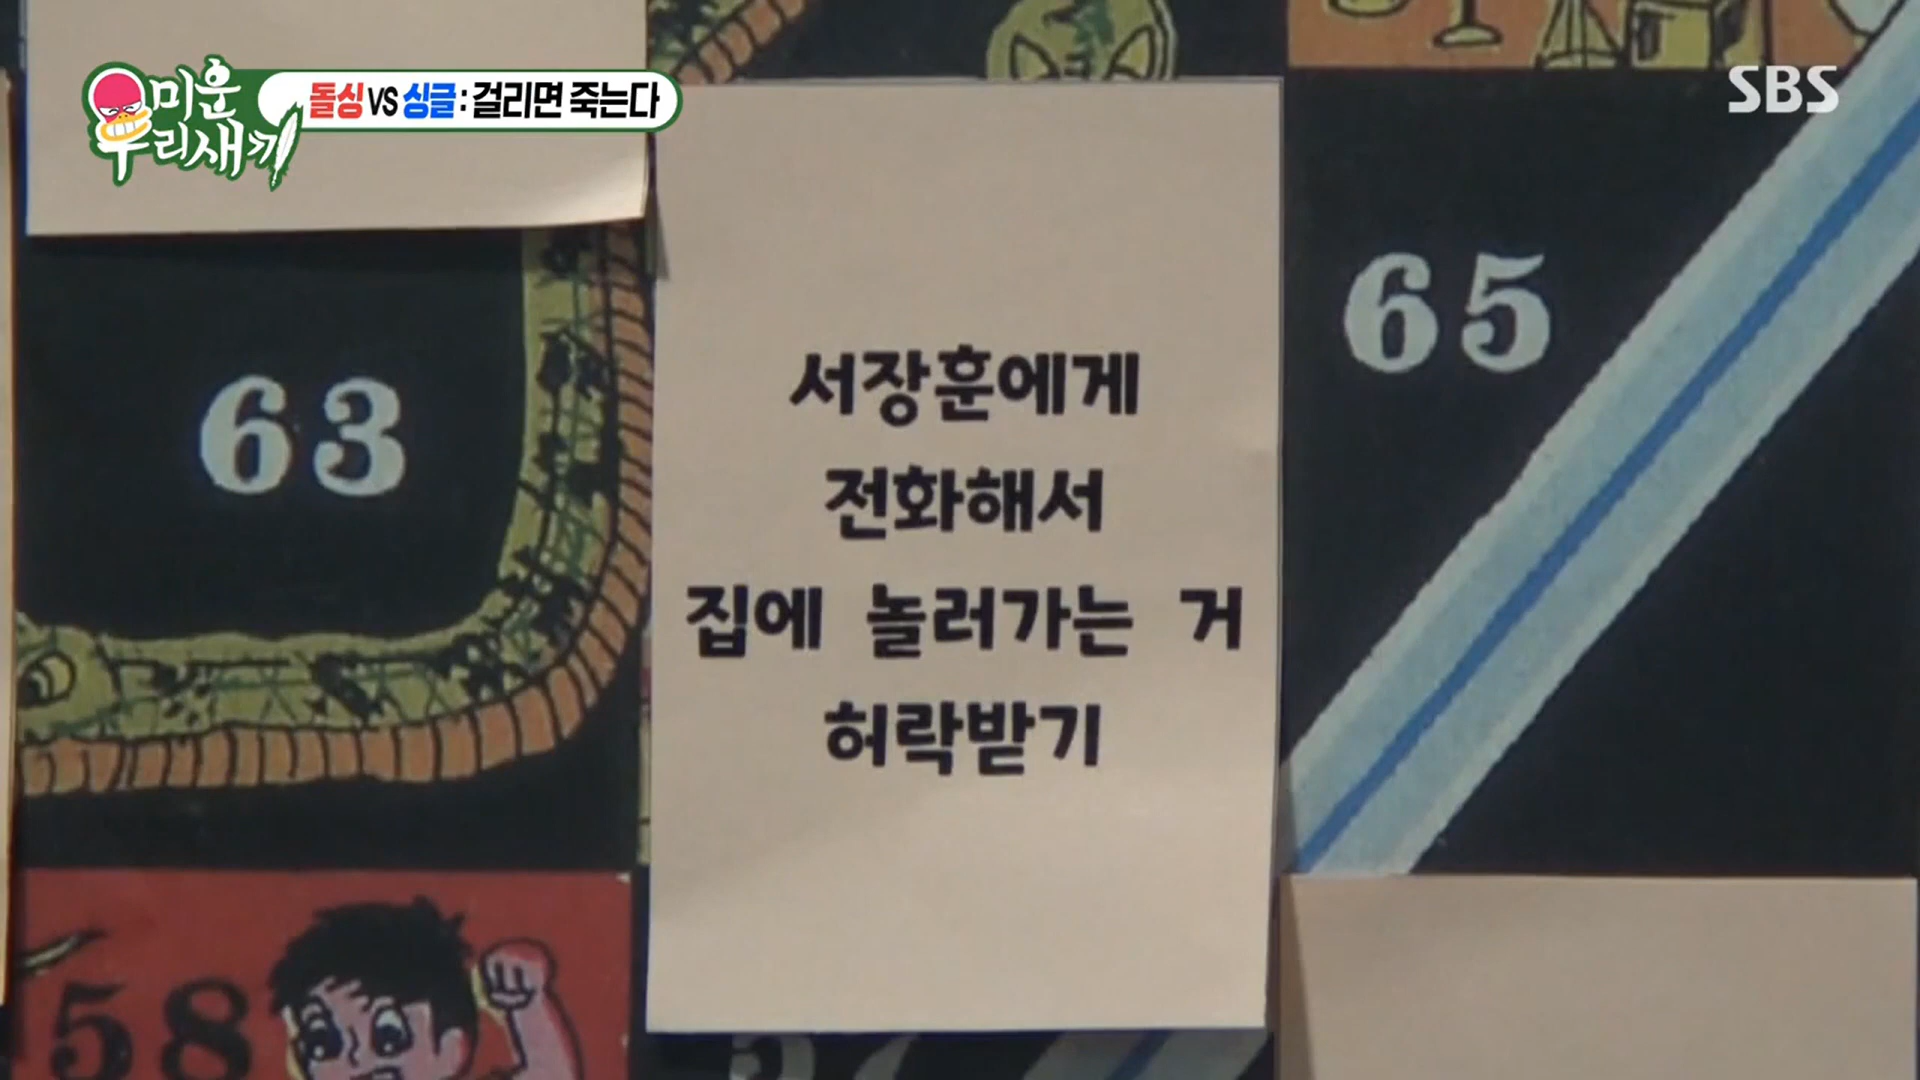 미운
우리새끼
돌싱 VS 싱글 : 걸리면 죽는다
SBS
63
서장훈에게
전화해서
집에 놀러가는 거
허락받기
65
58